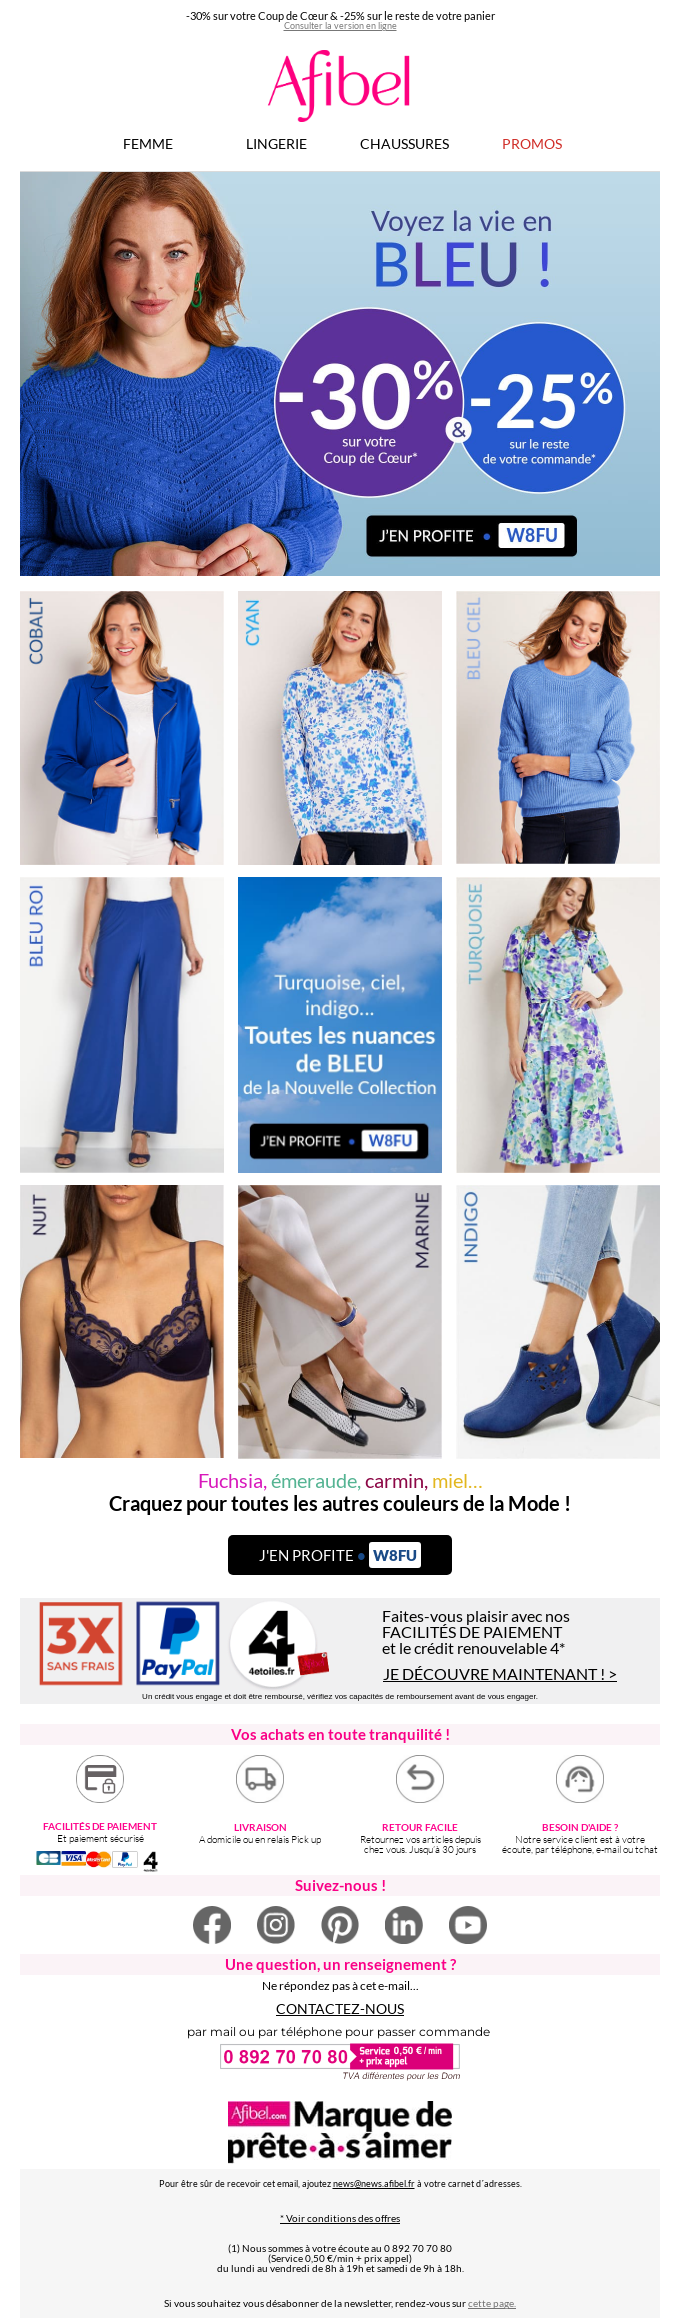 -30% sur votre Coup de Cœur & -25% sur le reste de votre panier
Consulter la version en ligne
Afibel
FEMME LINGERIE CHAUSSURES PROMOS
Voyez la vie en
BLEU !
-30%
sur votre
Coup de Cœur*
&
-25%
sur le reste
de votre commande*
J'EN PROFITE • W8FU
COBALT
CYAN
BLEU CIEL
BLEU ROI
Turquoise, ciel,
indigo...
Toutes les nuances
de BLEU
de la Nouvelle Collection
J'EN PROFITE • W8FU
TURQUOISE
NUIT
MARINE
INDIGO
Fuchsia, émeraude, carmin, miel...
Craquez pour toutes les autres couleurs de la Mode !
J'EN PROFITE • W8FU
3X
SANS FRAIS
PayPal
4
4etoiles.fr
Faites-vous plaisir avec nos
FACILITÉS DE PAIEMENT
et le crédit renouvelable 4*
JE DÉCOUVRE MAINTENANT ! >
Un crédit vous engage et doit être remboursé, vérifiez vos capacités de remboursement avant de vous engager.
Vos achats en toute tranquilité !
FACILITÉS DE PAIEMENT
Et paiement sécurisé
CB VISA MasterCard PayPal 4
LIVRAISON
A domicile ou en relais Pick up
RETOUR FACILE
Retournez vos articles depuis
chez vous. Jusqu'à 30 jours
BESOIN D'AIDE ?
Notre service client est à votre
écoute, par téléphone, e-mail ou tchat
Suivez-nous !
Une question, un renseignement ?
Ne répondez pas à cet e-mail...
CONTACTEZ-NOUS
par mail ou par téléphone pour passer commande
0 892 70 70 80 Service 0,50 € / min
+ prix appel
TVA différentes pour les Dom
Afibel.com Marque de
prête•à•s'aimer
Pour être sûr de recevoir cet email, ajoutez news@news.afibel.fr à votre carnet d´adresses.
* Voir conditions des offres
(1) Nous sommes à votre écoute au 0 892 70 70 80
(Service 0,50 €/min + prix appel)
du lundi au vendredi de 8h à 19h et samedi de 9h à 18h.
Si vous souhaitez vous désabonner de la newsletter, rendez-vous sur cette page.